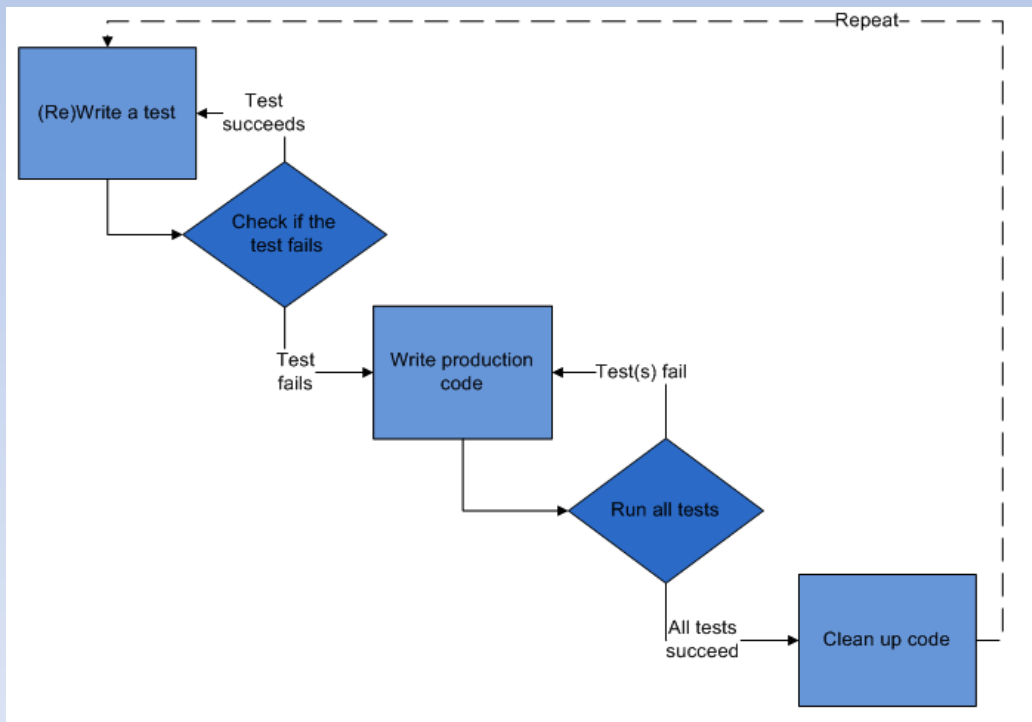 Repeat
(Re)Write a test
Test
succeeds
Check if the
test fails
Test
fails
Write production
code
Test(s) fail
Run all tests
All tests
succeed
Clean up code